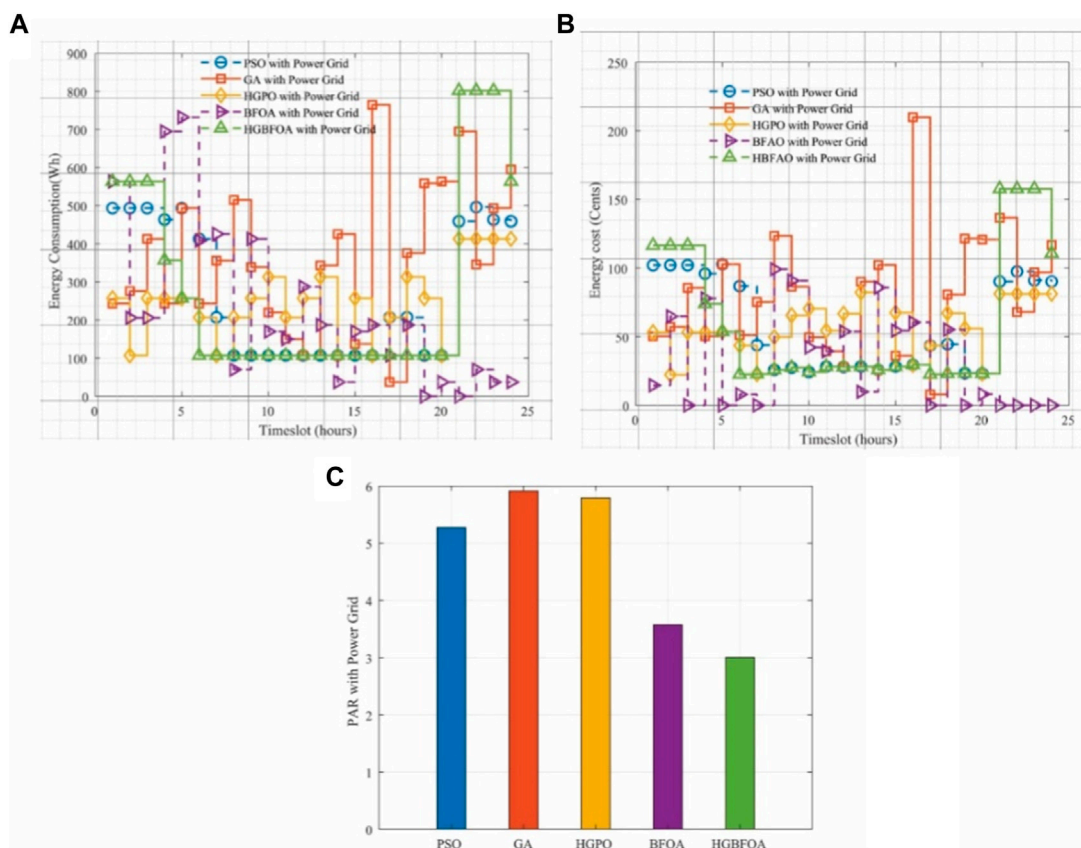 A
Energy Consumption(Wh)
900
800
700
600
500
400
300
200
100
0
PSO with Power Grid
GA with Power Grid
HGPO with Power Grid
BFOA with Power Grid
HGBFOA with Power Grid
0 5 10 15 20 25
Timeslot (hours)
B
Energy cost (Cents)
250
200
150
100
50
0
PSO with Power Grid
GA with Power Grid
HGPO with Power Grid
BFAO with Power Grid
HBFAO with Power Grid
0 5 10 15 20 25
Timeslot (hours)
C
PAR with Power Grid
6
5
4
3
2
1
0
PSO GA HGPO BFOA HGBFOA